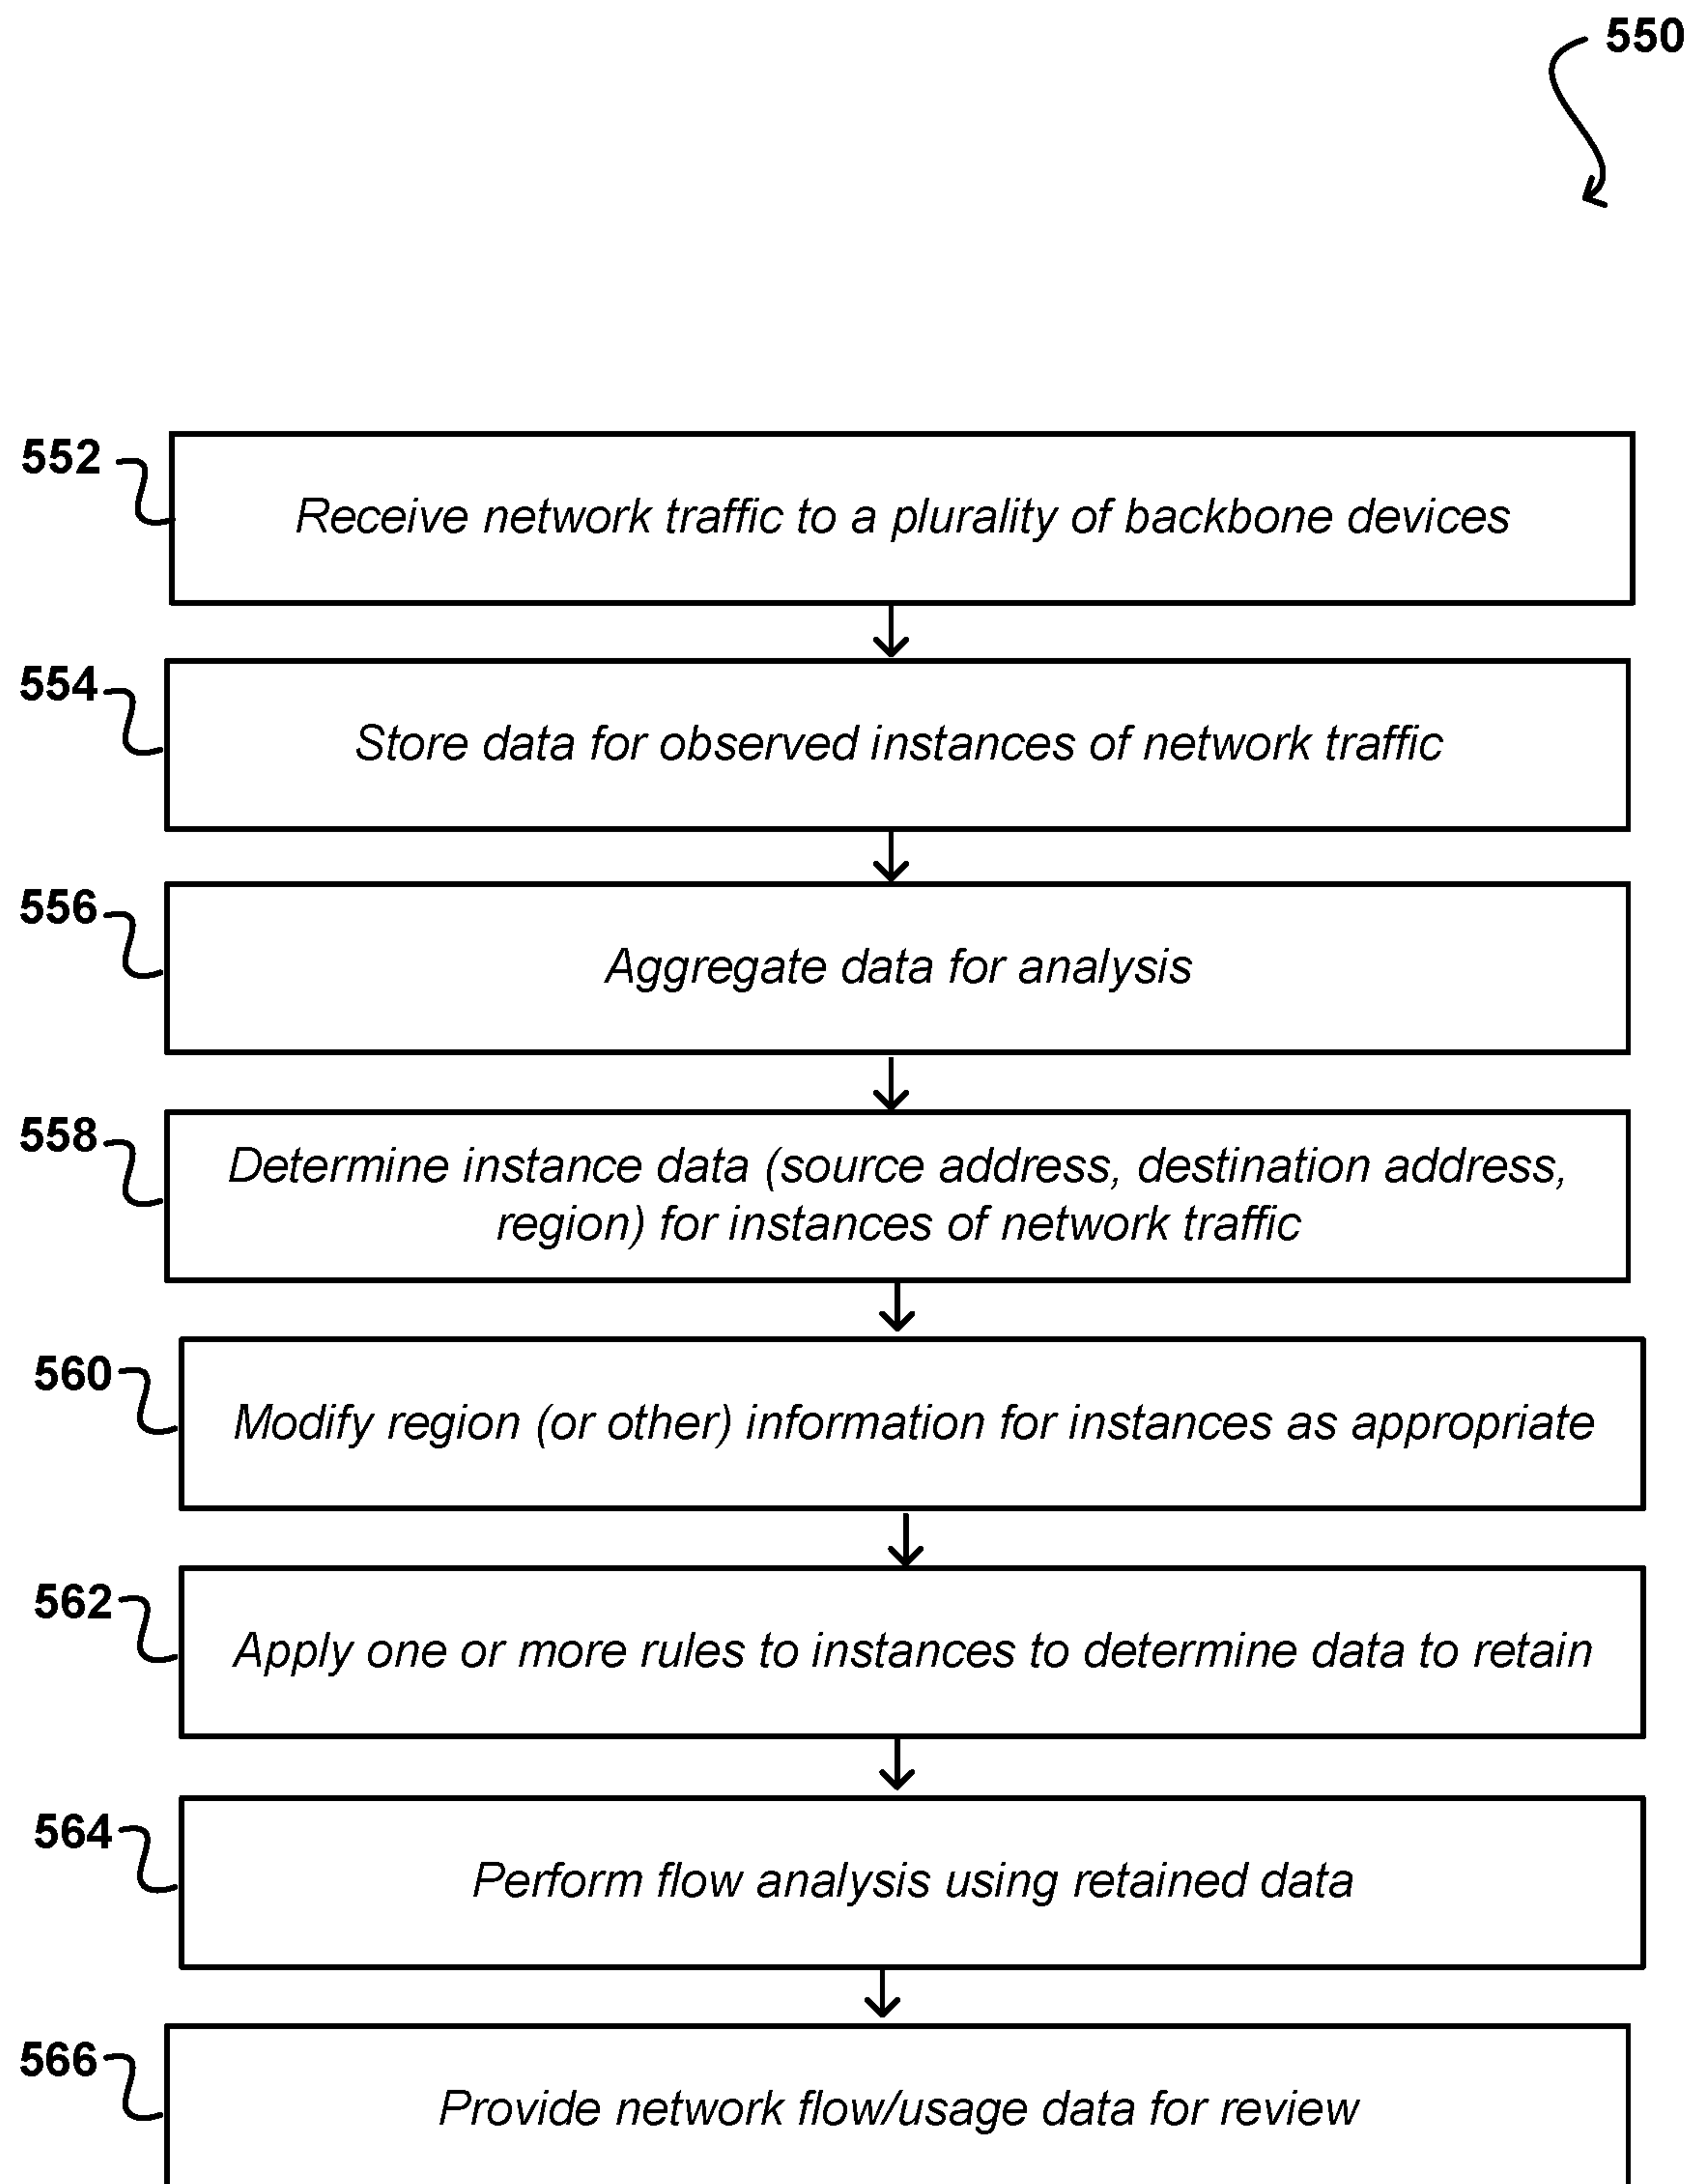 550
552
Receive network traffic to a plurality of backbone devices
554
Store data for observed instances of network traffic
556
Aggregate data for analysis
558
Determine instance data (source address, destination address,
region) for instances of network traffic
560
Modify region (or other) information for instances as appropriate
562
Apply one or more rules to instances to determine data to retain
564
Perform flow analysis using retained data
566
Provide network flow/usage data for review